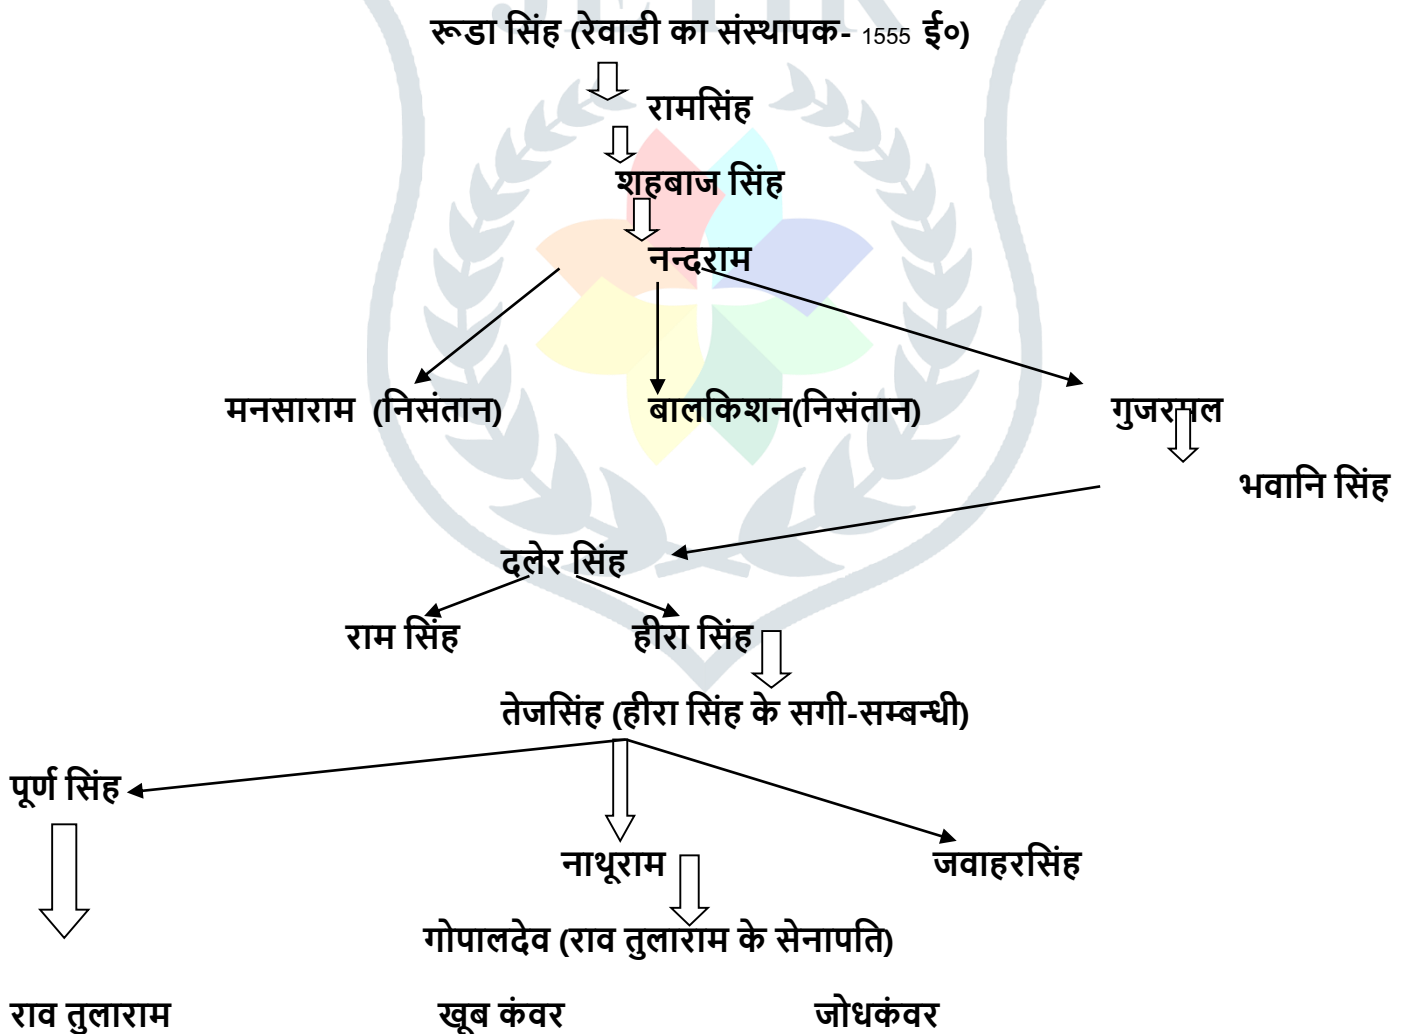 रूडा सिंह (रेवाडी का संस्थापक- 1555 ई०)
रामसिंह
शहबाज सिंह
नन्दराम
मनसाराम (निसंतान) बालकिशन(निसंतान) गुजरमल
भवानि सिंह
दलेर सिंह
राम सिंह हीरा सिंह
तेजसिंह (हीरा सिंह के सगी-सम्बन्धी)
पूर्ण सिंह
नाथूराम जवाहरसिंह
गोपालदेव (राव तुलाराम के सेनापति)
राव तुलाराम खूब कंवर जोधकंवर